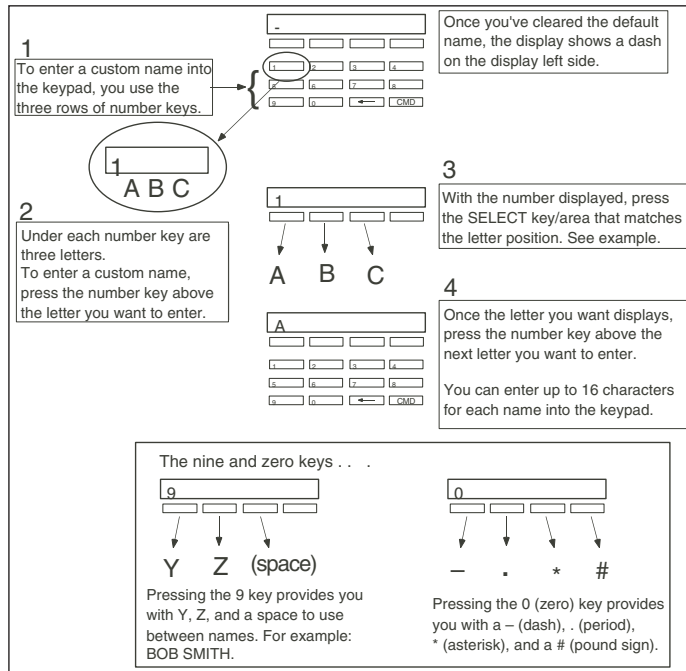 1
To enter a custom name into
the keypad, you use the
three rows of number keys.
-
1 2 3 4
5 6 7 8
9 0 CMD
Once you've cleared the default
name, the display shows a dash
on the display left side.
1
A B C
2
Under each number key are
three letters.
To enter a custom name,
press the number key above
the letter you want to enter.
1
A B C
3
With the number displayed, press
the SELECT key/area that matches
the letter position. See example.
A
1 2 3 4
5 6 7 8
9 0 CMD
4
Once the letter you want displays,
press the number key above the
next letter you want to enter.
You can enter up to 16 characters
for each name into the keypad.
The nine and zero keys . . .
9
Y Z (space)
Pressing the 9 key provides you
with Y, Z, and a space to use
between names. For example:
BOB SMITH.
0
– . * #
Pressing the 0 (zero) key provides
you with a – (dash), . (period),
* (asterisk), and a # (pound sign).